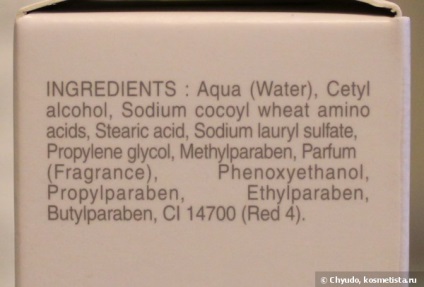 INGREDIENTS : Aqua (Water), Cetyl
alcohol, Sodium cocoyl wheat amino
acids, Stearic acid, Sodium lauryl sulfate,
Propylene glycol, Methylparaben, Parfum
(Fragrance), Phenoxyethanol,
Propylparaben, Ethylparaben,
Butylparaben, CI 14700 (Red 4).
© Chyudo, kosmetista.ru